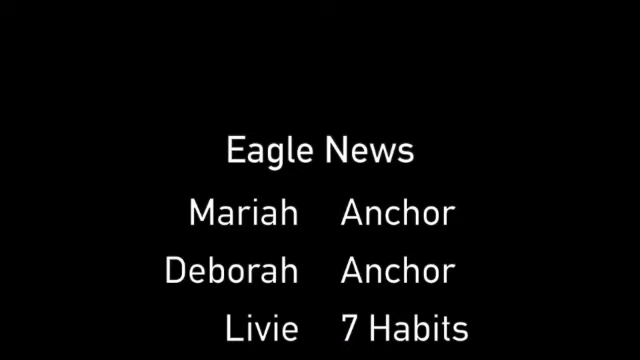 Eagle News
Mariah Anchor
Deborah Anchor
Livie 7 Habits